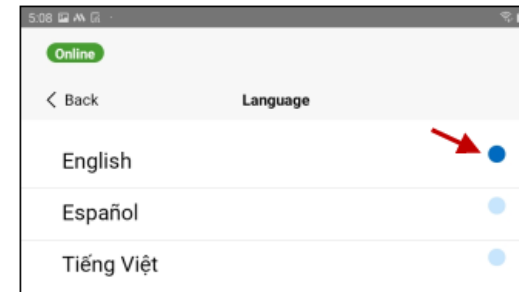 5:08
Online
Back
Language
English
Español
Tiếng Việt